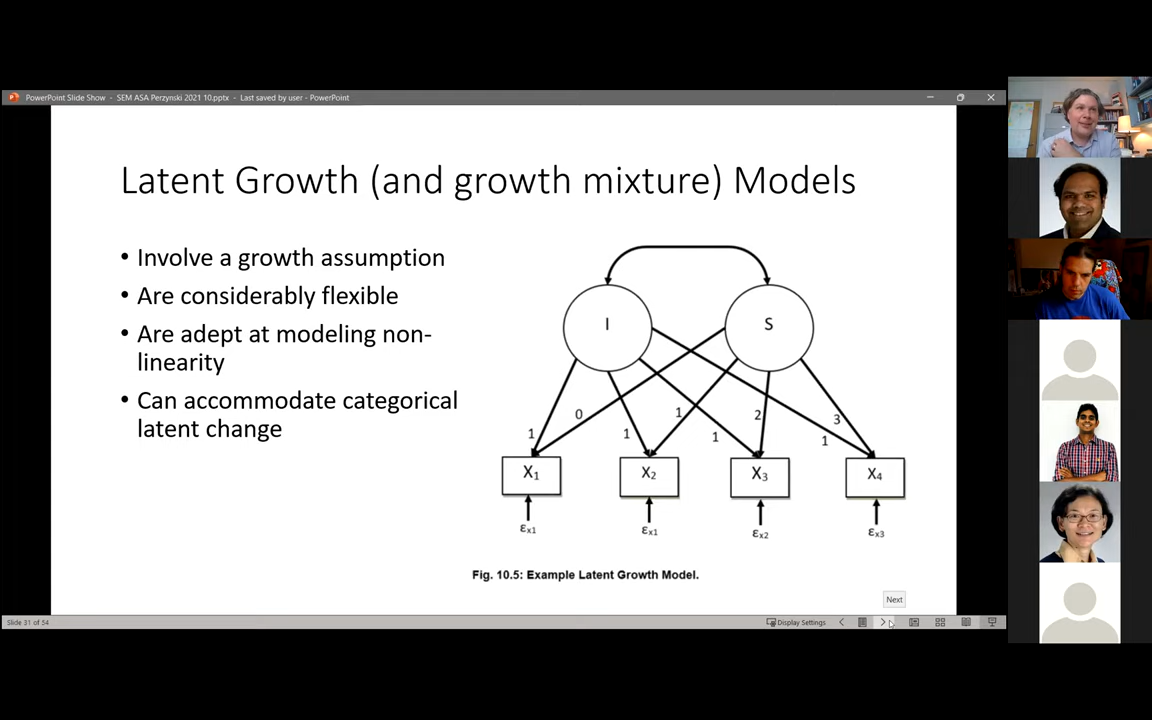 PowerPoint Slide Show - SEM ASA Perzynski 2021 10.pptx - Last saved by user - PowerPoint
Latent Growth (and growth mixture) Models
• Involve a growth assumption
• Are considerably flexible
• Are adept at modeling non-
linearity
• Can accommodate categorical
latent change
I
S
0
1
2
3
1
1
1
1
X1
X2
X3
X4
εx1
εx1
εx2
εx3
Fig. 10.5: Example Latent Growth Model.
Next
Slide 31 of 54
Display Settings